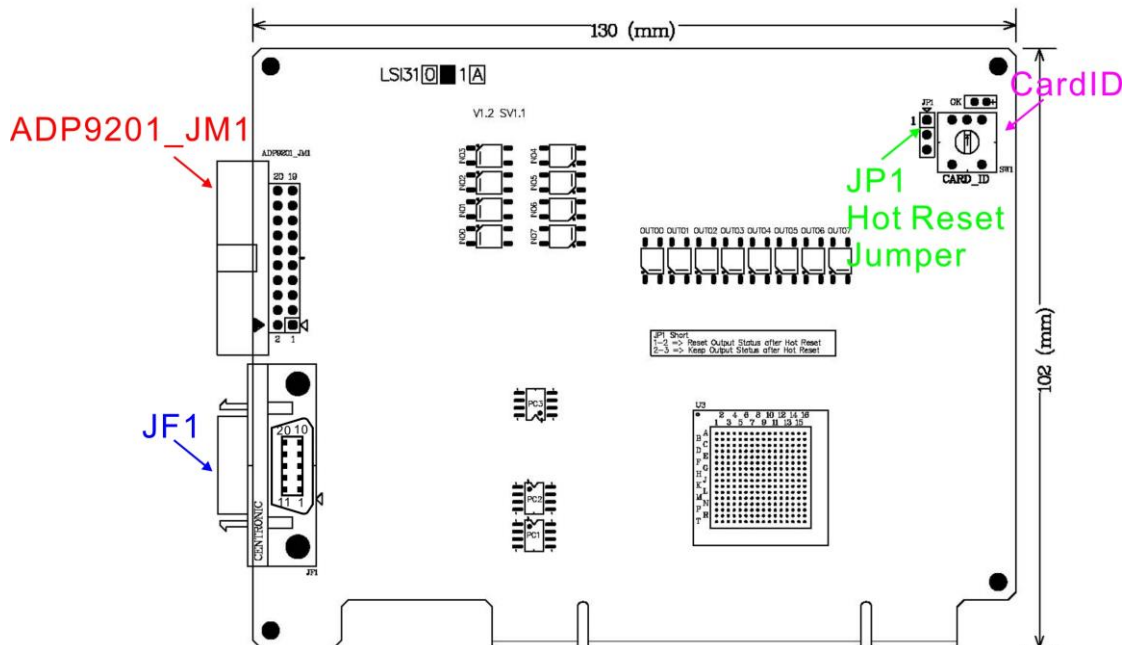 130 (mm)
LSI31 0 1 A
V1.2 SV1.1
CardID
JP1
OK
+
1
SW1
CARD_ID
ADP9201_JM1
ADP9201_JM1
20 19
2 1
JP1
Hot Reset
Jumper
OUT00 OUT01 OUT02 OUT03 OUT04 OUT05 OUT06 OUT07
JP1 Short
1-2 => Reset Output Status after Hot Reset
2-3 => Keep Output Status after Hot Reset
102 (mm)
JF1
20 10
11 1
CENTRONIC
JF1
PC3
PC2
PC1
U3
2 4 6 8 10 12 14 16
1 3 5 7 9 11 13 15
A
B
C
D
E
F
G
H
J
K
L
M
N
P
R
T